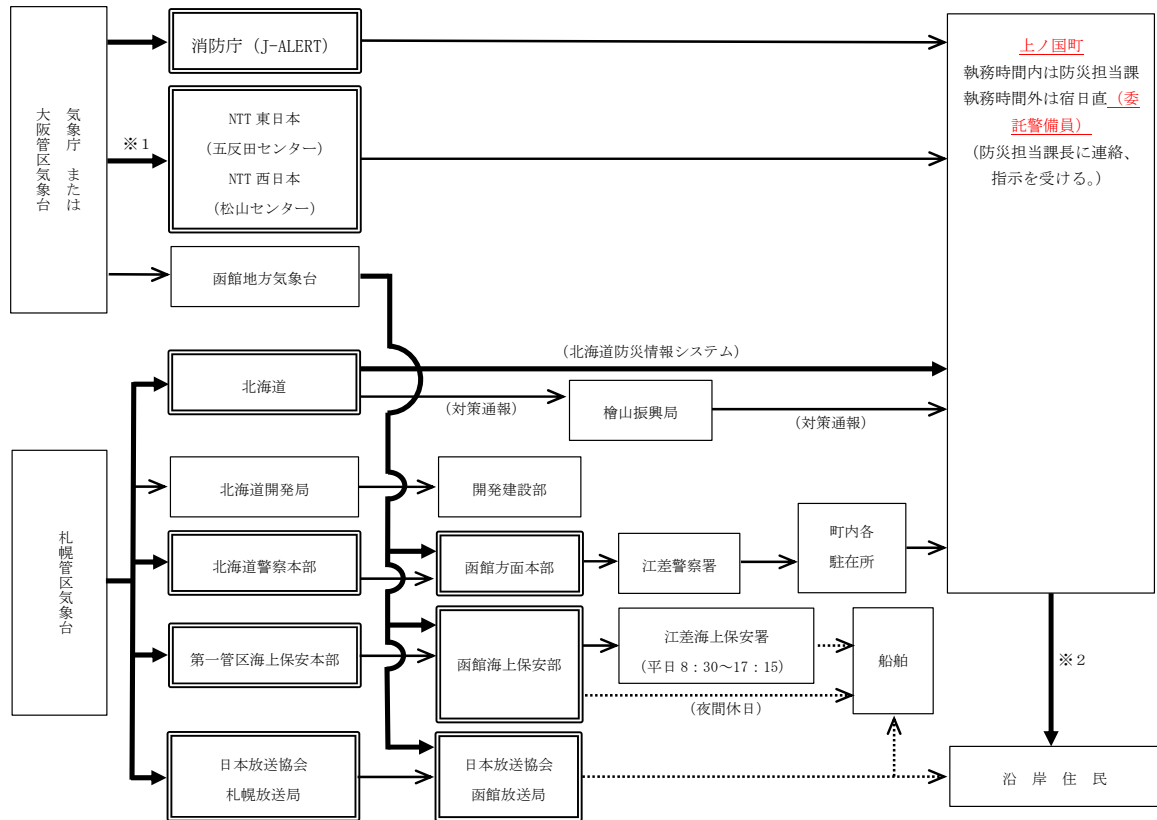 消防庁(J-ALERT)
上ノ国町
執務時間内は防災担当課
執務時間外は宿日直(委
託警備員)
(防災担当課長に連絡、
指示を受ける。)
気象庁 または
大阪管区気象台
※1
NTT 東日本
(五反田センター)
NTT 西日本
(松山センター)
函館地方気象台
(北海道防災情報システム)
北海道
(対策通報)
檜山振興局
(対策通報)
札幌管区気象台
北海道開発局
開発建設部
北海道警察本部
函館方面本部
江差警察署
町内各
駐在所
第一管区海上保安本部
函館海上保安部
江差海上保安署
(平日 8:30~17:15)
船舶
(夜間休日)
※2
日本放送協会
札幌放送局
日本放送協会
函館放送局
沿 岸 住 民